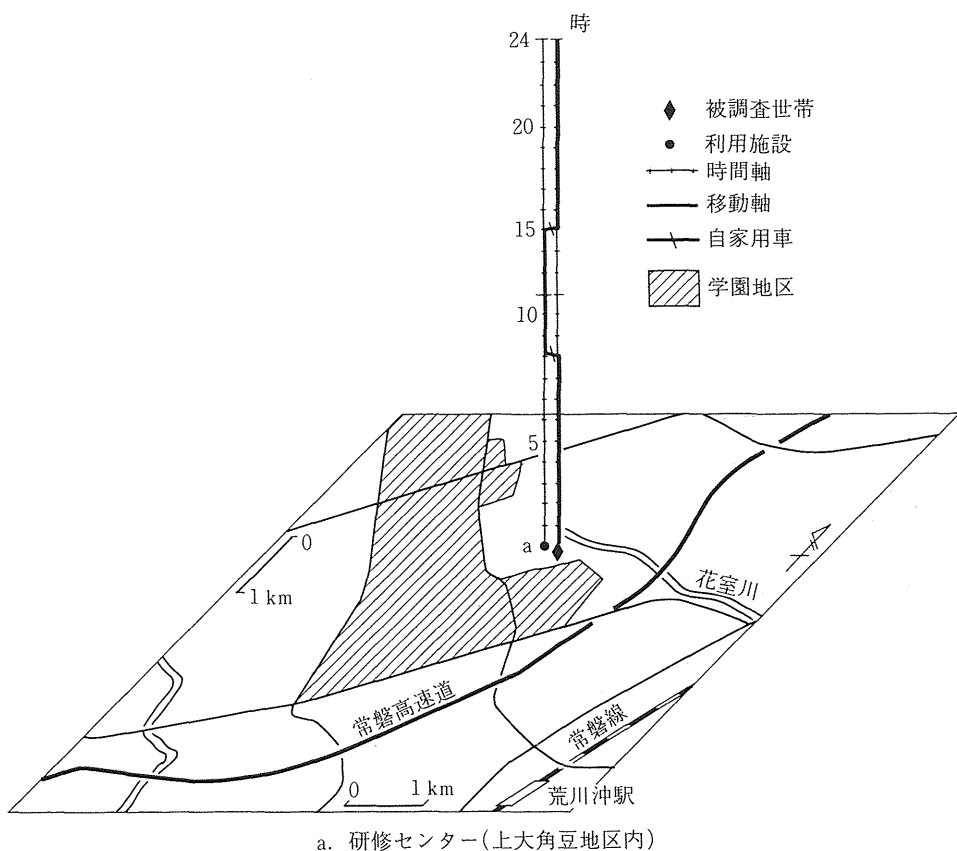 時
24
20
15
10
5
被調査世帯
利用施設
時間軸
移動軸
自家用車
学園地区
a
0
1 km
花室川
常磐高速道
常磐線
0 1 km
荒川沖駅
a. 研修センター(上大角豆地区内)